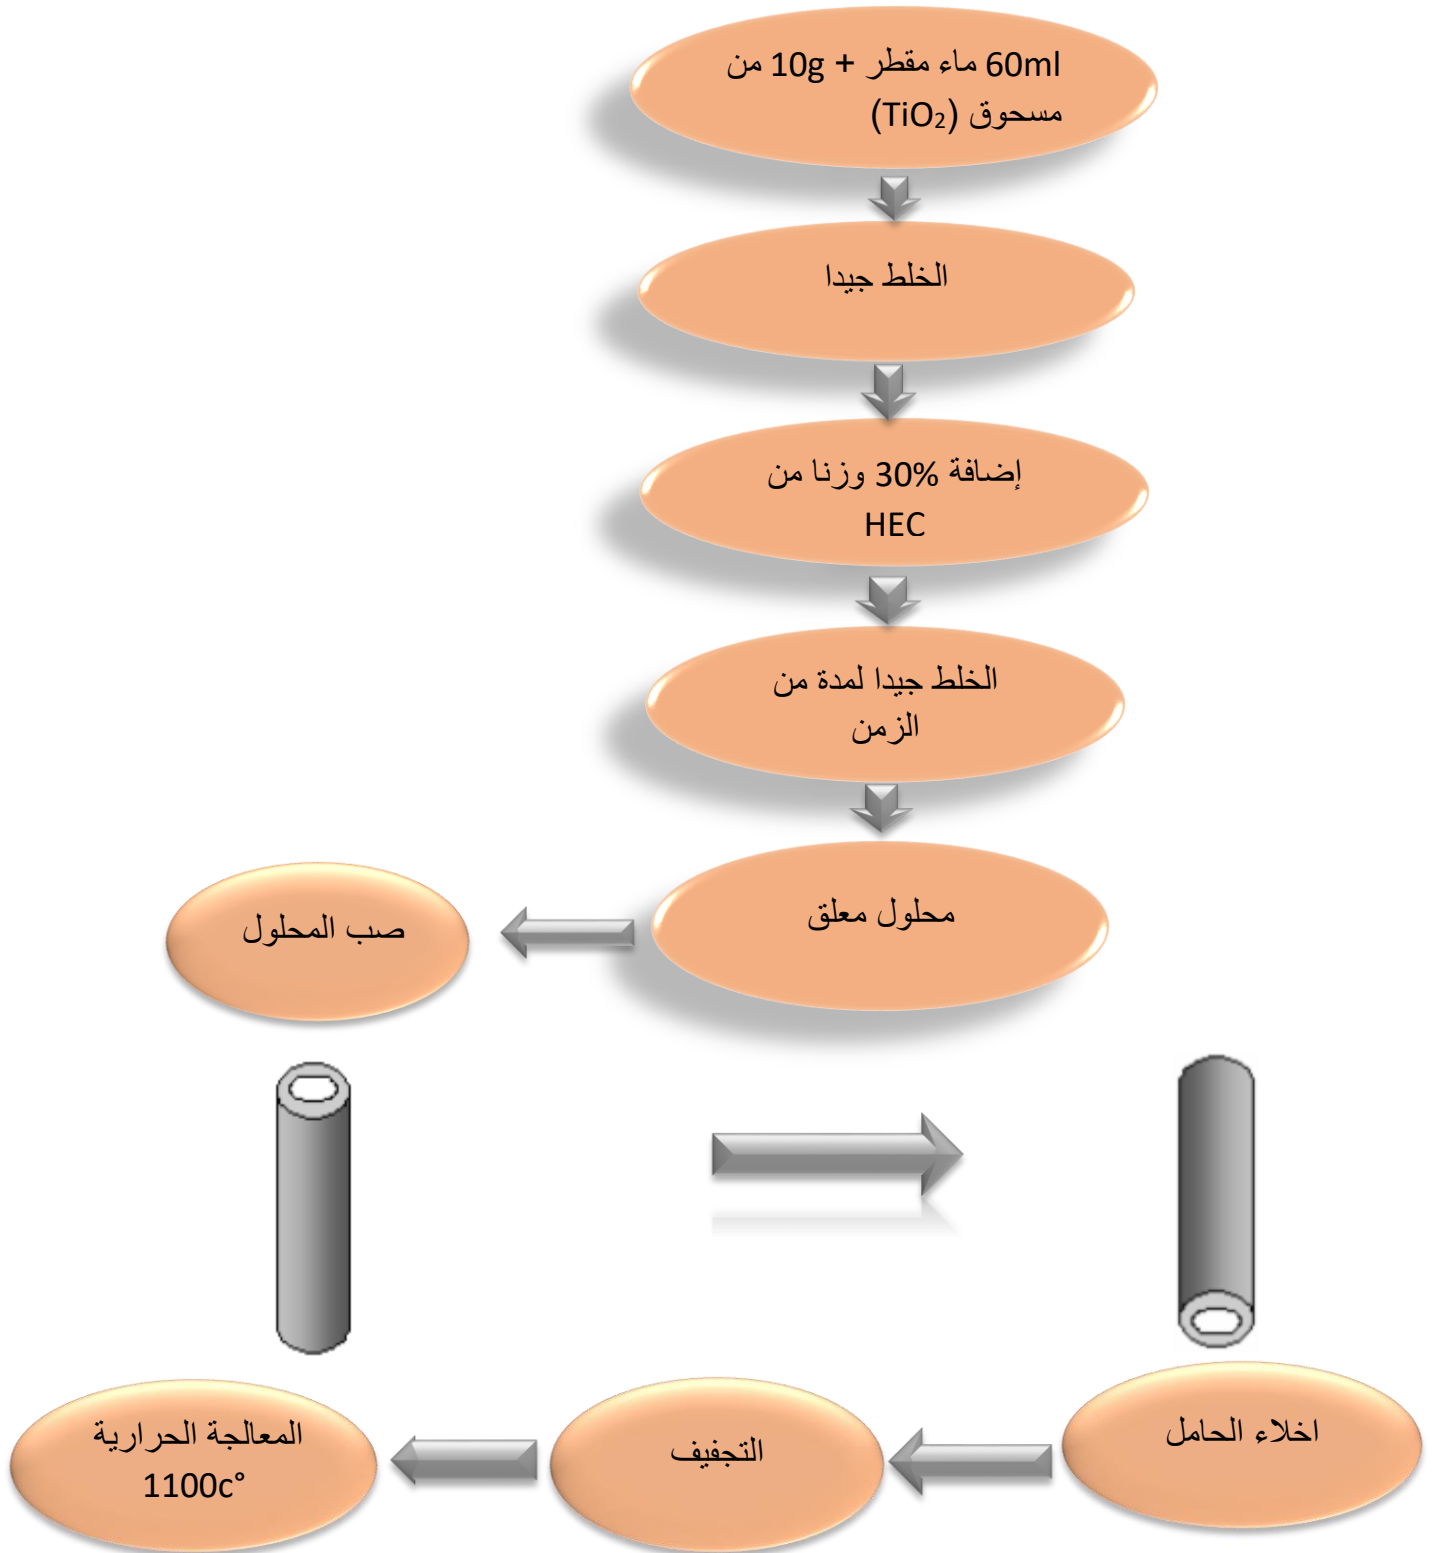 60ml ماء مقطر + 10g من
مسحوق (TiO₂)
الخلط جيدا
إضافة 30% وزنا من
HEC
الخلط جيدا لمدة من
الزمن
محلول معلق
صب المحلول
اخلاء الحامل
التجفيف
المعالجة الحرارية
1100c°